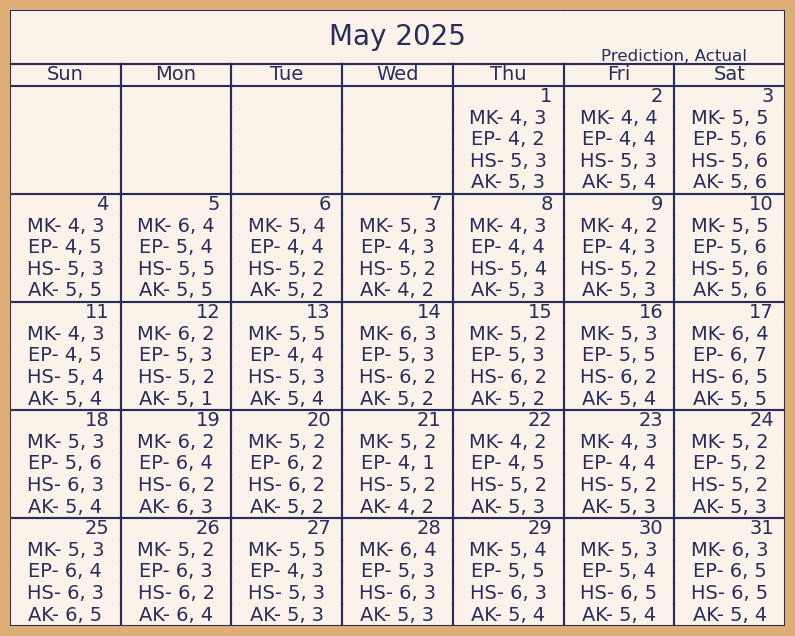 May 2025
Prediction, Actual
Sun Mon Tue Wed Thu Fri Sat
1 2 3
MK- 4, 3 MK- 4, 4 MK- 5, 5
EP- 4, 2 EP- 4, 4 EP- 5, 6
HS- 5, 3 HS- 5, 3 HS- 5, 6
AK- 5, 3 AK- 5, 4 AK- 5, 6
4 5 6 7 8 9 10
MK- 4, 3 MK- 6, 4 MK- 5, 4 MK- 5, 3 MK- 4, 3 MK- 4, 2 MK- 5, 5
EP- 4, 5 EP- 5, 4 EP- 4, 4 EP- 4, 3 EP- 4, 4 EP- 4, 3 EP- 5, 6
HS- 5, 3 HS- 5, 5 HS- 5, 2 HS- 5, 2 HS- 5, 4 HS- 5, 2 HS- 5, 6
AK- 5, 5 AK- 5, 5 AK- 5, 2 AK- 4, 2 AK- 5, 3 AK- 5, 3 AK- 5, 6
11 12 13 14 15 16 17
MK- 4, 3 MK- 6, 2 MK- 5, 5 MK- 6, 3 MK- 5, 2 MK- 5, 3 MK- 6, 4
EP- 4, 5 EP- 5, 3 EP- 4, 4 EP- 5, 3 EP- 5, 3 EP- 5, 5 EP- 6, 7
HS- 5, 4 HS- 5, 2 HS- 5, 3 HS- 6, 2 HS- 6, 2 HS- 6, 2 HS- 6, 5
AK- 5, 4 AK- 5, 1 AK- 5, 4 AK- 5, 2 AK- 5, 2 AK- 5, 4 AK- 5, 5
18 19 20 21 22 23 24
MK- 5, 3 MK- 6, 2 MK- 5, 2 MK- 5, 2 MK- 4, 2 MK- 4, 3 MK- 5, 2
EP- 5, 6 EP- 6, 4 EP- 6, 2 EP- 4, 1 EP- 4, 5 EP- 4, 4 EP- 5, 2
HS- 6, 3 HS- 6, 2 HS- 6, 2 HS- 5, 2 HS- 5, 2 HS- 5, 2 HS- 5, 2
AK- 5, 4 AK- 6, 3 AK- 5, 2 AK- 4, 2 AK- 5, 3 AK- 5, 3 AK- 5, 3
25 26 27 28 29 30 31
MK- 5, 3 MK- 5, 2 MK- 5, 5 MK- 6, 4 MK- 5, 4 MK- 5, 3 MK- 6, 3
EP- 6, 4 EP- 6, 3 EP- 4, 3 EP- 5, 3 EP- 5, 5 EP- 5, 4 EP- 6, 5
HS- 6, 3 HS- 6, 2 HS- 5, 3 HS- 6, 3 HS- 6, 3 HS- 6, 5 HS- 6, 5
AK- 6, 5 AK- 6, 4 AK- 5, 3 AK- 5, 3 AK- 5, 4 AK- 5, 4 AK- 5, 4